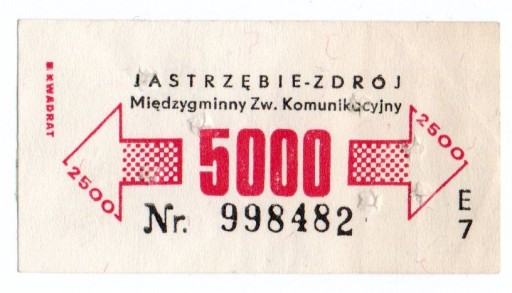 JASTRZĘBIE-ZDRÓJ
Międzygminny Zw. Komunikacyjny
KWADRAT
2500
5000
2500
Nr. 998482
E
7